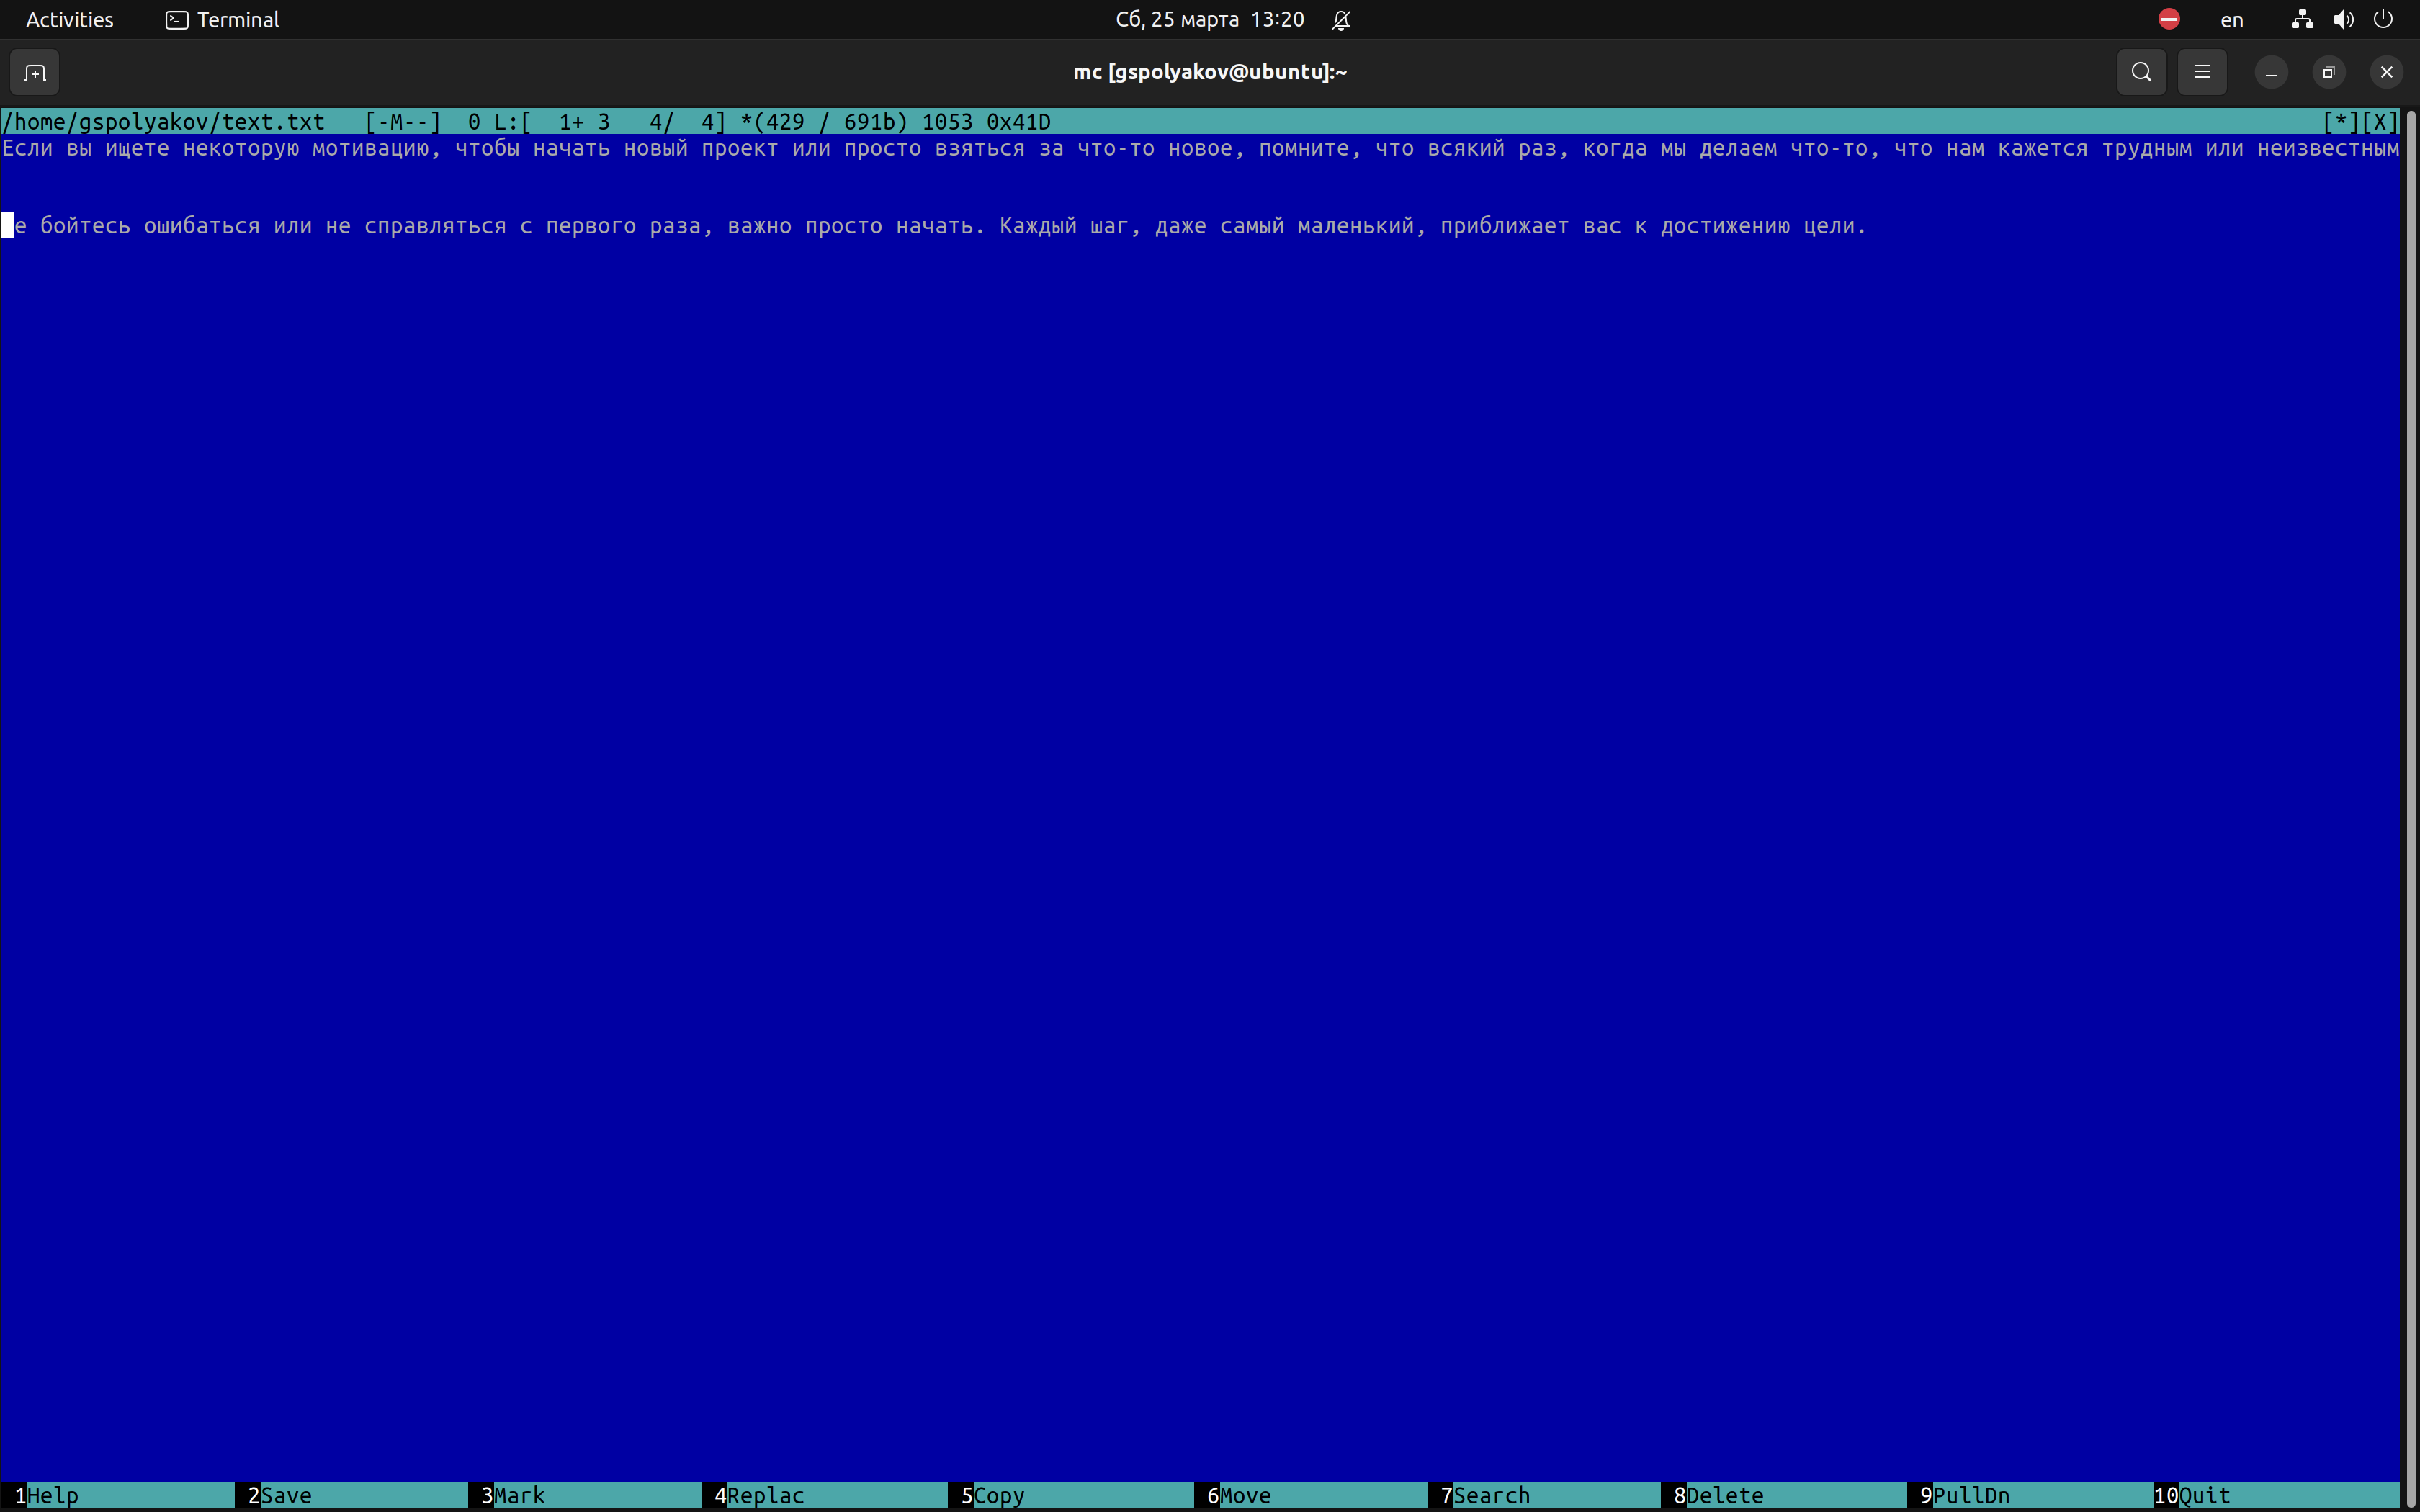 Activities Terminal Сб, 25 марта 13:20 en
mc [gspolyakov@ubuntu]:~
/home/gspolyakov/text.txt [-M--] 0 L:[ 1+ 3 4/ 4] *(429 / 691b) 1053 0x41D [*][X]
Если вы ищете некоторую мотивацию, чтобы начать новый проект или просто взяться за что-то новое, помните, что всякий раз, когда мы делаем что-то, что нам кажется трудным или неизвестным
е бойтесь ошибаться или не справляться с первого раза, важно просто начать. Каждый шаг, даже самый маленький, приближает вас к достижению цели.
1Help 2Save 3Mark 4Replac 5Copy 6Move 7Search 8Delete 9PullDn 10Quit